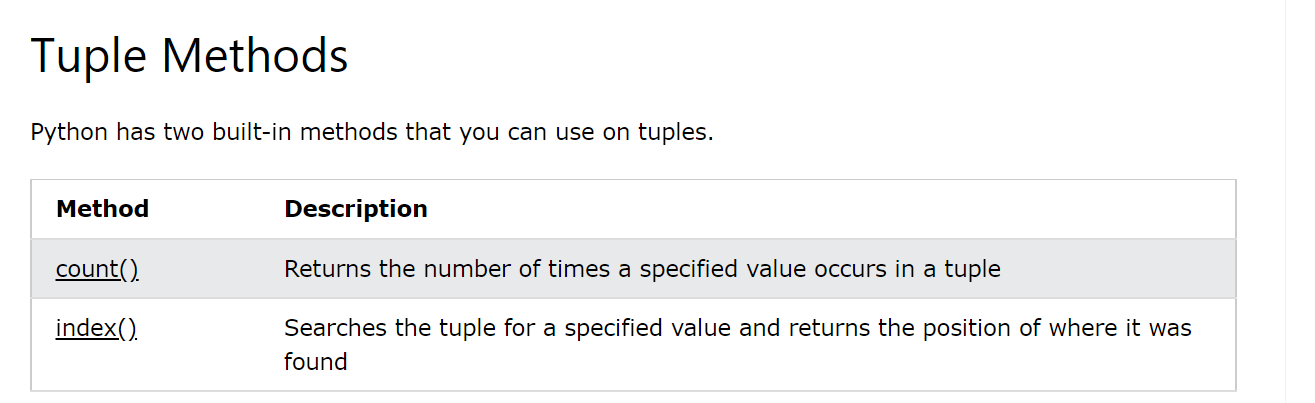 Tuple Methods
Python has two built-in methods that you can use on tuples.
Method Description
count() Returns the number of times a specified value occurs in a tuple
index() Searches the tuple for a specified value and returns the position of where it was
found